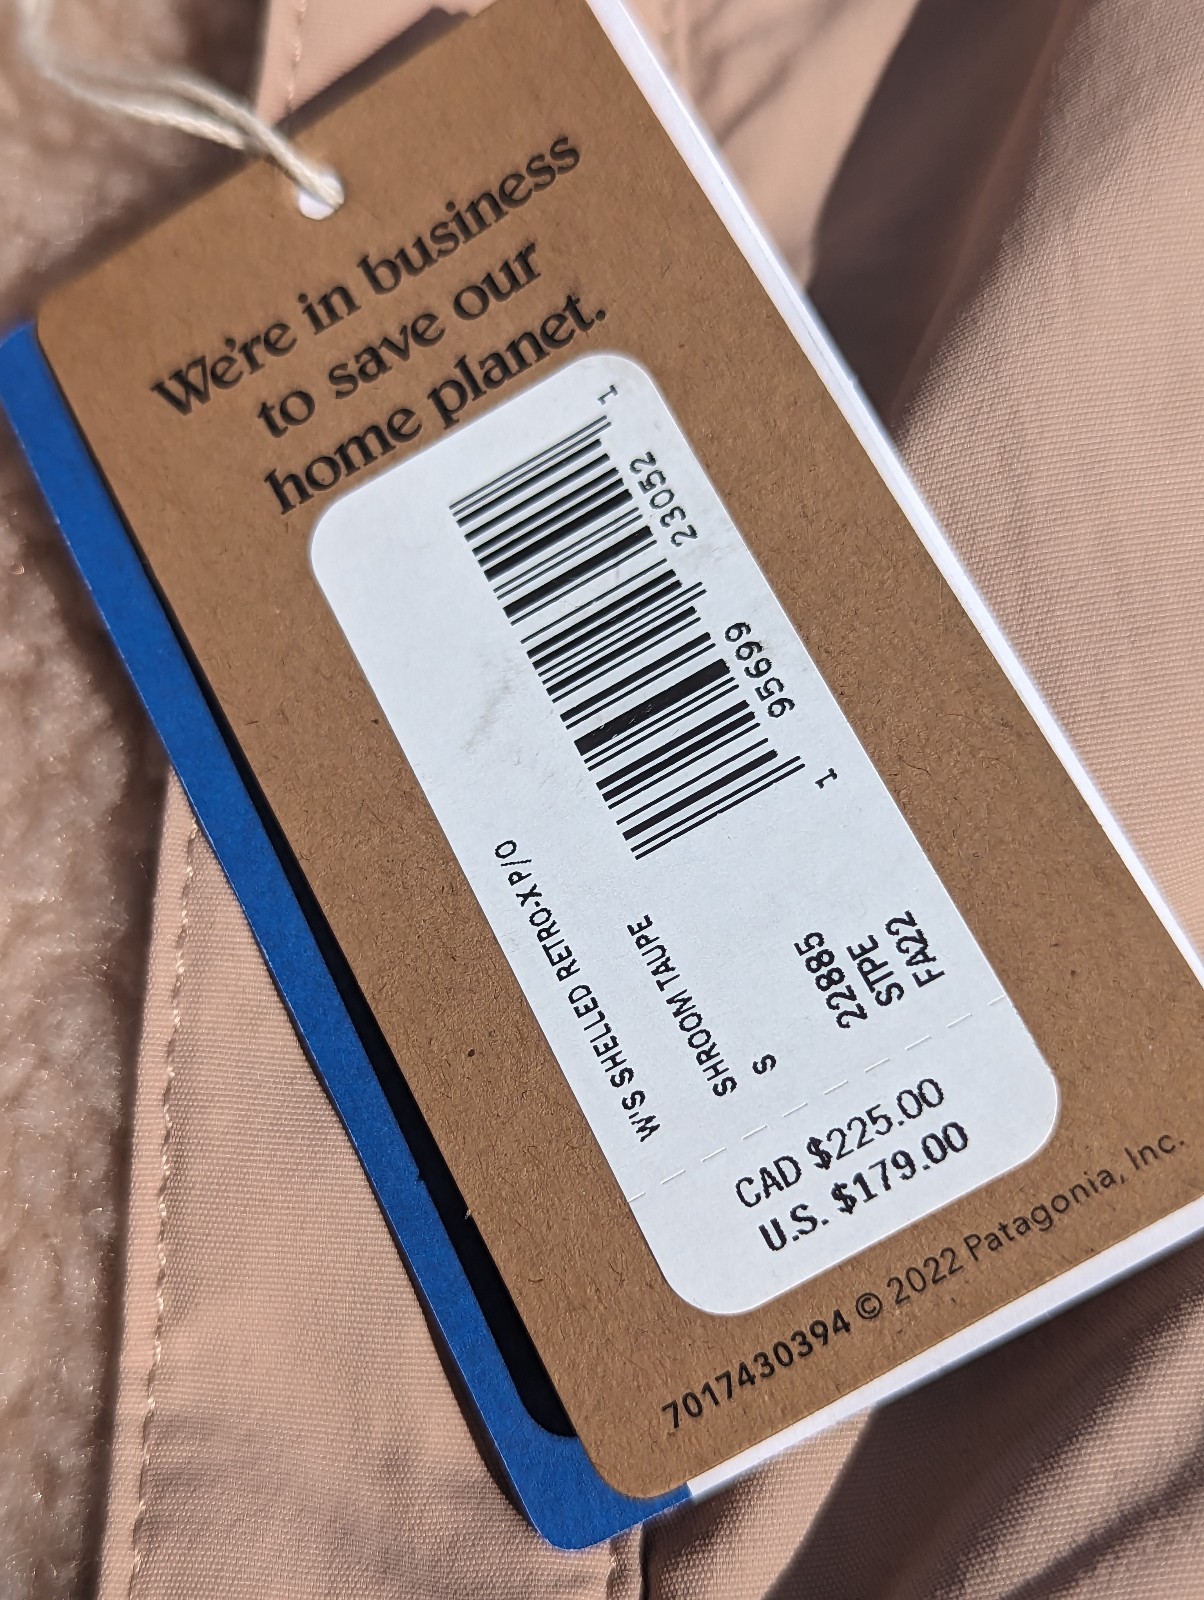 We're in business
to save our
home planet.
1 95699 23052 1
W'S SHELLED RETRO-X P/O
SHROOM TAUPE
S
22885
STPE
FA22
CAD $225.00
U.S. $179.00
7017430394 © 2022 Patagonia, Inc.